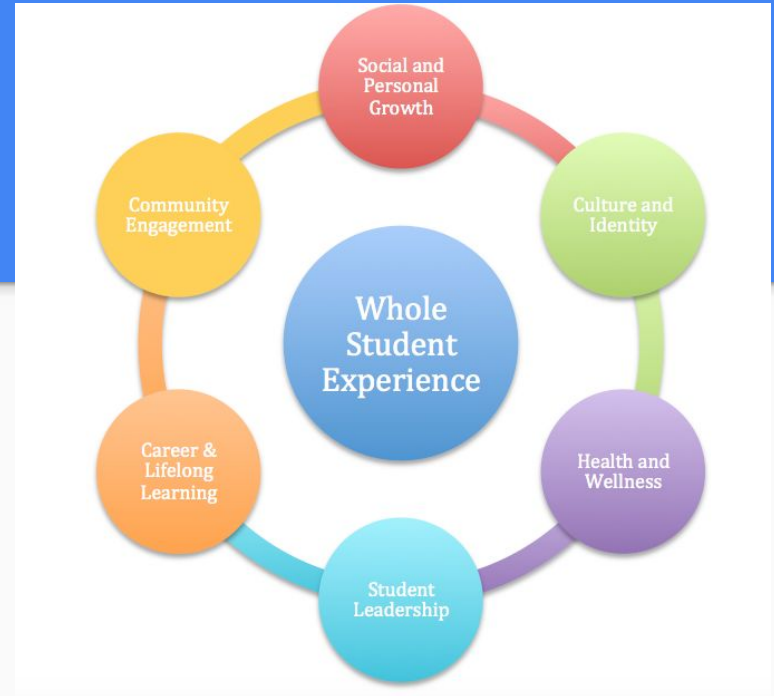 Social and
Personal
Growth
Culture and
Identity
Health and
Wellness
Student
Leadership
Career &
Lifelong
Learning
Community
Engagement
Whole
Student
Experience